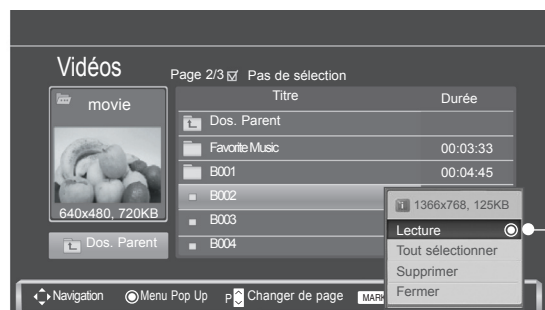 Vidéos
Page 2/3 Pas de sélection
movie
Titre
Durée
Dos. Parent
Favorite Music
00:03:33
B001
00:04:45
B002
B003
B004
640x480, 720KB
Dos. Parent
1366x768, 125KB
Lecture
Tout sélectionner
Supprimer
Fermer
Navigation
Menu Pop Up
P Changer de page